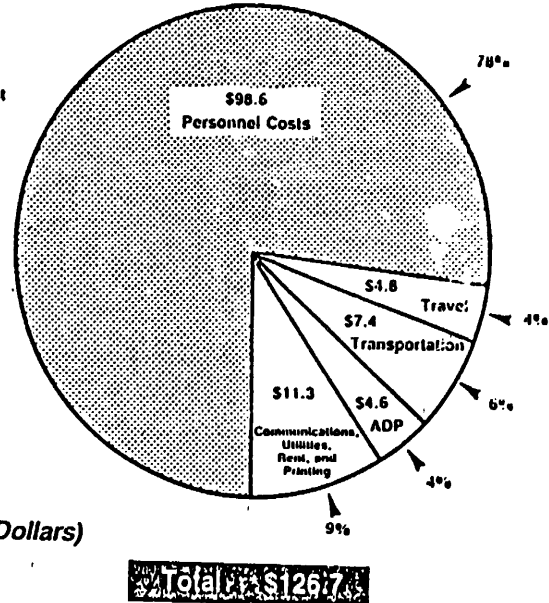 78%
$98.6
Personnel Costs
$4.8
Travel
4%
$7.4
Transportation
6%
$4.6
ADP
4%
$11.3
Communications,
Utilities,
Rent, and
Printing
9%
Dollars)
Total $126.7